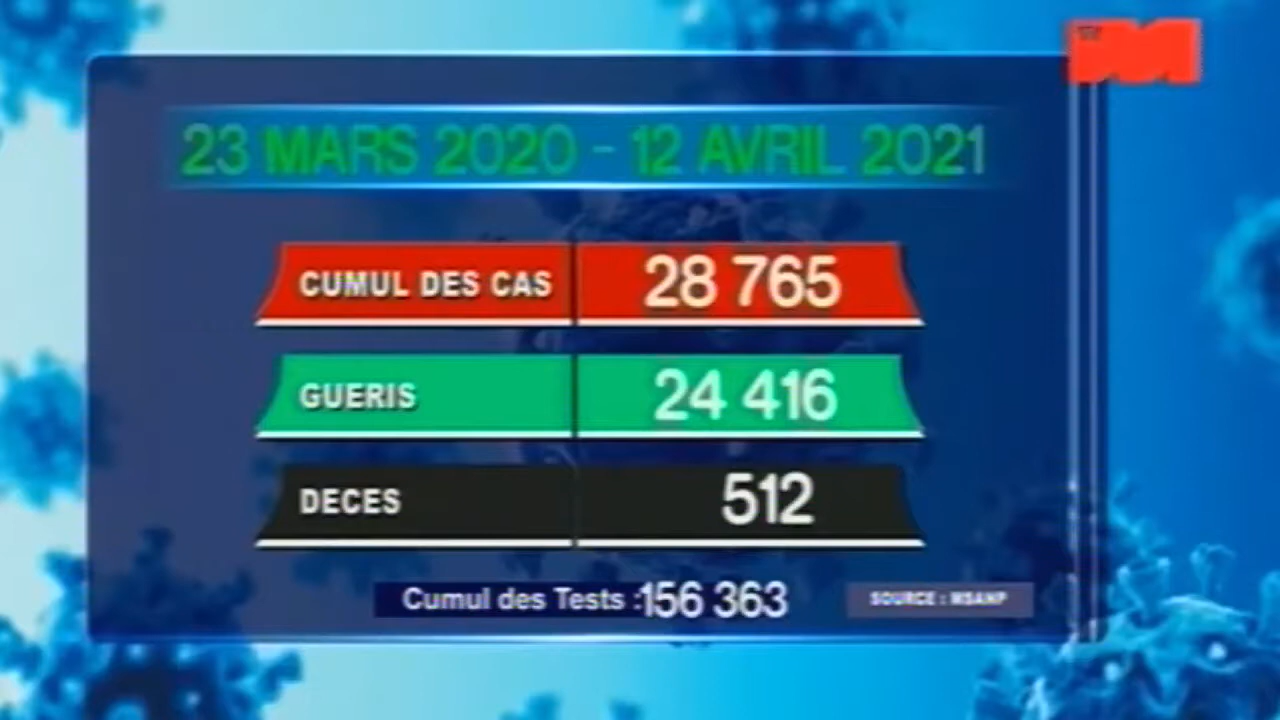 23 MARS 2020 - 12 AVRIL 2021
CUMUL DES CAS 28 765
GUERIS 24 416
DECES 512
Cumul des Tests : 156 363
SOURCE : MSANP